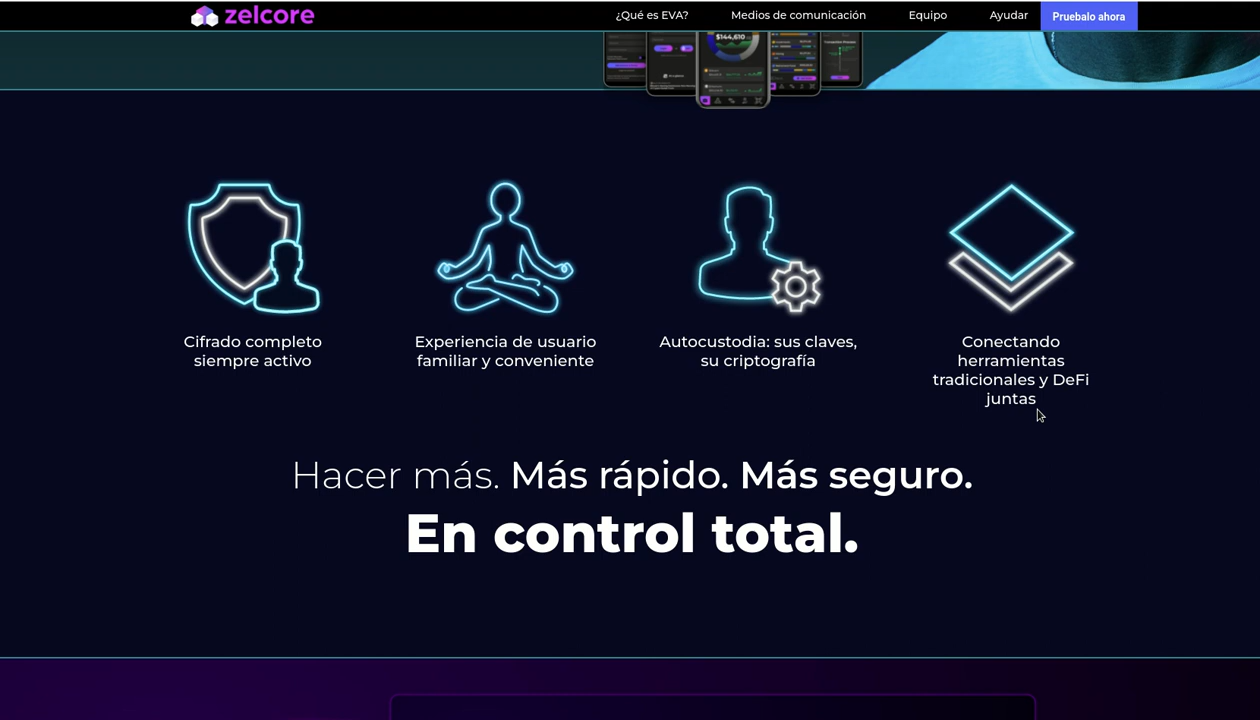 zelcore
¿Qué es EVA?
Medios de comunicación
Equipo
Ayudar
Pruebalo ahora
$144,610
Cifrado completo
siempre activo
Experiencia de usuario
familiar y conveniente
Autocustodia: sus claves,
su criptografía
Conectando
herramientas
tradicionales y DeFi
juntas
Hacer más. Más rápido. Más seguro.
En control total.